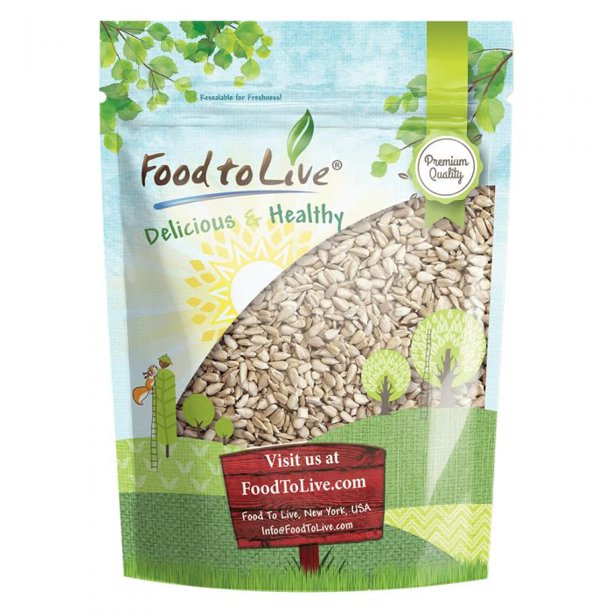 Resealable for Freshness!
Food to Live®
Delicious & Healthy
Premium
Quality
Visit us at
FoodToLive.com
Food To Live, New York, USA
Info@FoodToLive.com